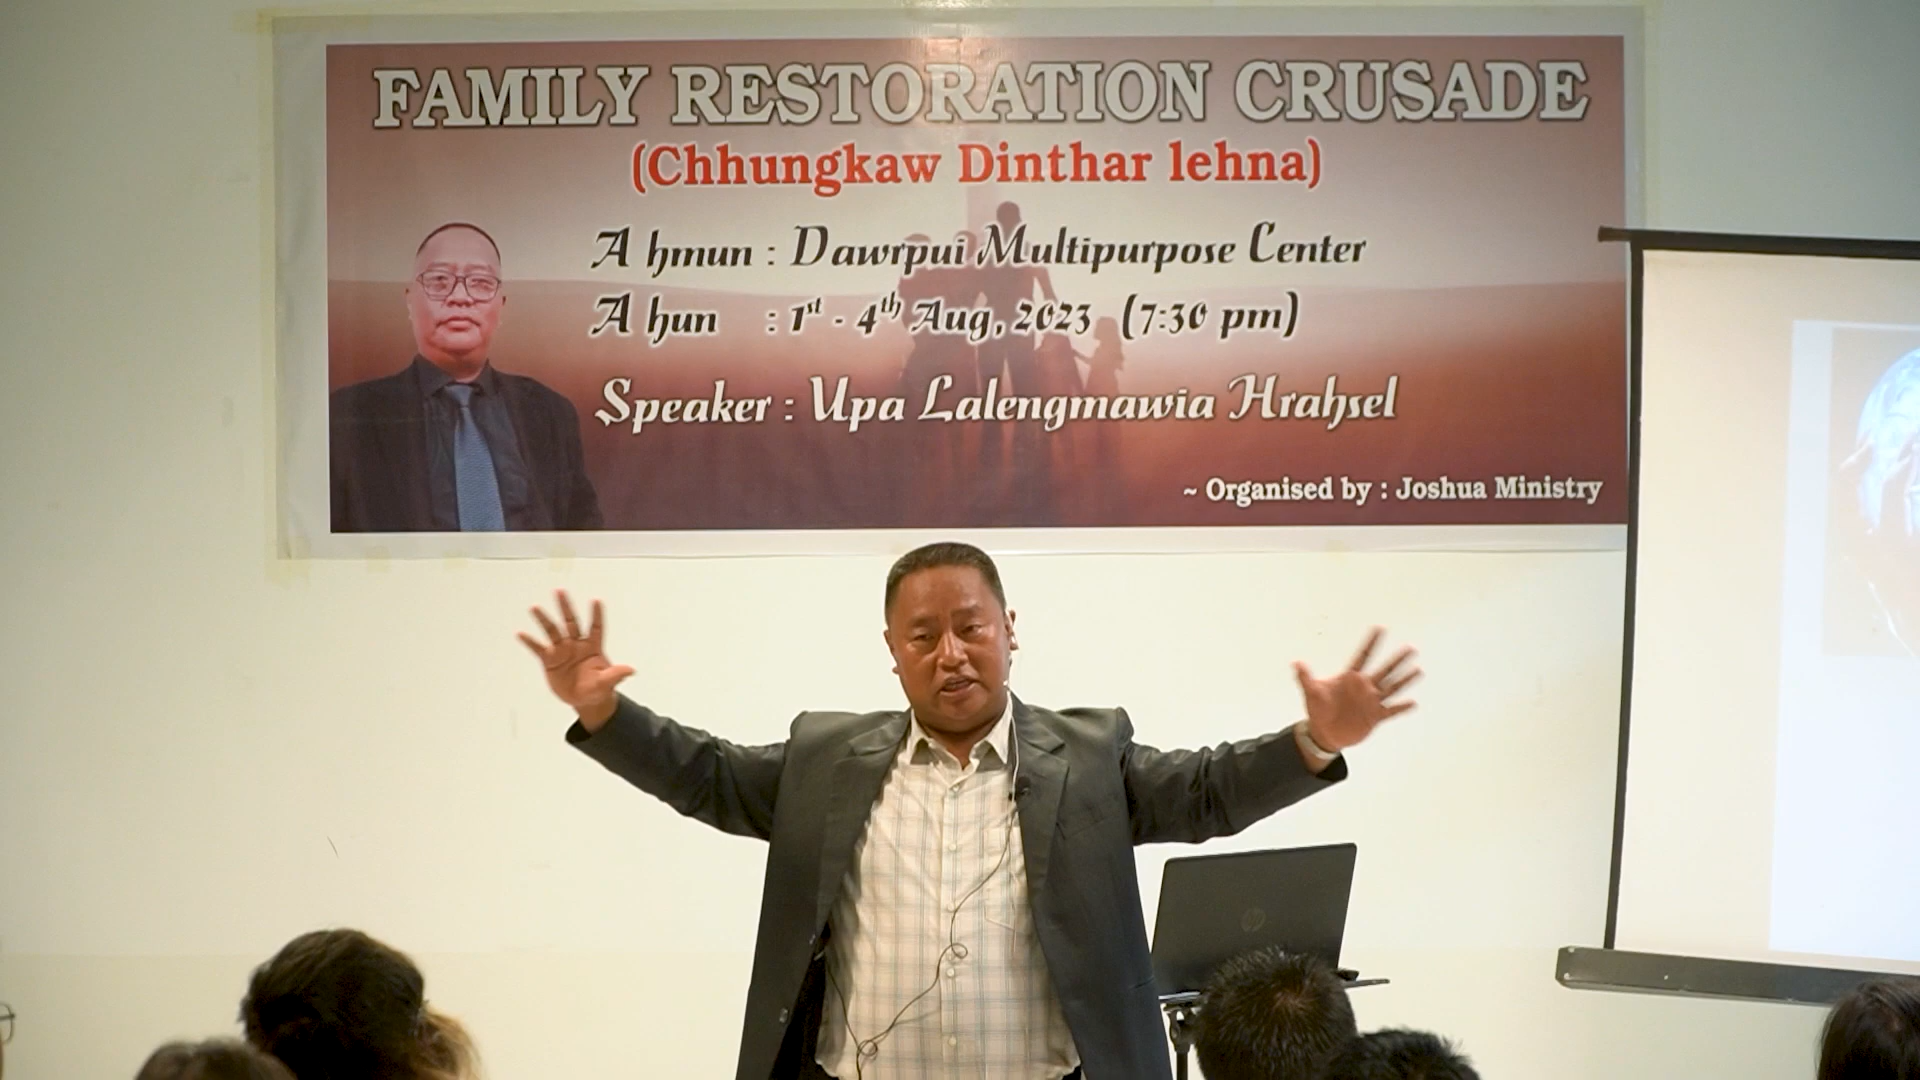 FAMILY RESTORATION CRUSADE
(Chhungkaw Dinthar lehna)
A hmun : Dawrpui Multipurpose Center
A hun : 1st - 4th Aug, 2023 (7:30 pm)
Speaker : Upa Lalengmawia Hrahsel
~ Organised by : Joshua Ministry